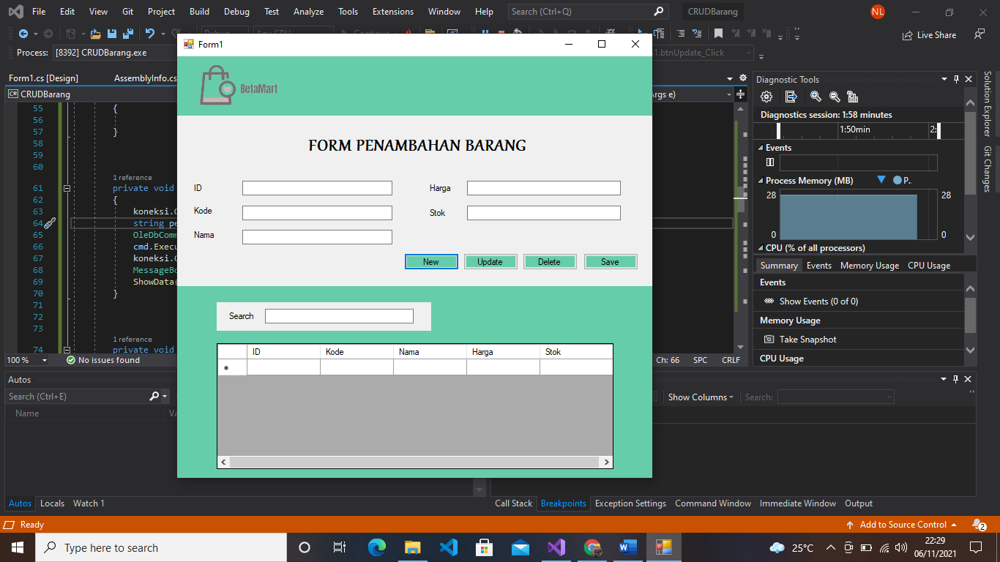 File Edit View Git Project Build Debug Test Analyze Tools Extensions Window Help Search (Ctrl+Q) CRUDBarang NL
Live Share
Process: [8392] CRUDBarang.exe
1.btnUpdate_Click
Form1.cs [Design] AssemblyInfo.cs
C# CRUDBarang
Args e)
55 {
56
57 }
58
59
60
1 reference
61 private void
62 {
63 koneksi.
64 string pe
65 OleDbComm
66 cmd.Execu
67 koneksi.
68 MessageBo
69 ShowData(
70 }
71
72
73
1 reference
74 private void
100 % No issues found Ch: 66 SPC CRLF
Form1
BetaMart
FORM PENAMBAHAN BARANG
ID Harga
Kode Stok
Nama
New Update Delete Save
Search
ID Kode Nama Harga Stok
*
Diagnostic Tools
Diagnostics session: 1:58 minutes
1:50min 2:
Events
Process Memory (MB) P..
28 28
0 0
CPU (% of all processors)
Summary Events Memory Usage CPU Usage
Events
Show Events (0 of 0)
Memory Usage
Take Snapshot
CPU Usage
Solution Explorer
Git Changes
Autos
Search (Ctrl+E)
Name Va
Show Columns Search:
Autos Locals Watch 1
Call Stack Breakpoints Exception Settings Command Window Immediate Window Output
Ready Add to Source Control 2
Type here to search
25°C
22:29
06/11/2021